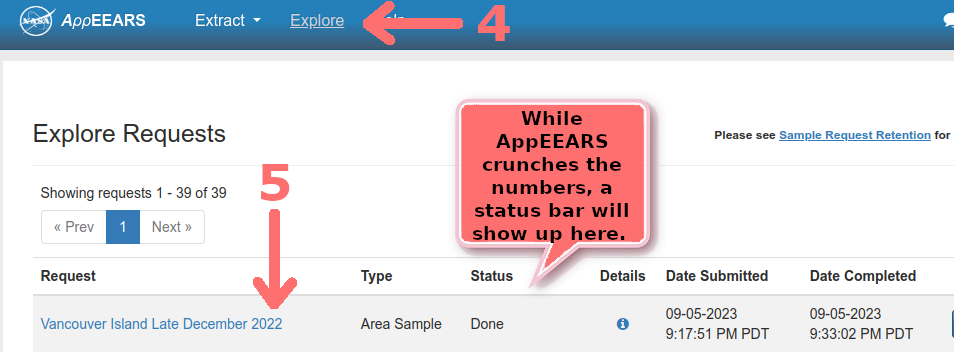 NASA AppEEARS Extract Explore Help 4
While
AppEEARS
crunches the
numbers, a
status bar will
show up here.
Explore Requests
Please see Sample Request Retention for
5
Showing requests 1 - 39 of 39
« Prev 1 Next »
Request Type Status Details Date Submitted Date Completed
Vancouver Island Late December 2022 Area Sample Done 09-05-2023 09-05-2023
9:17:51 PM PDT 9:33:02 PM PDT